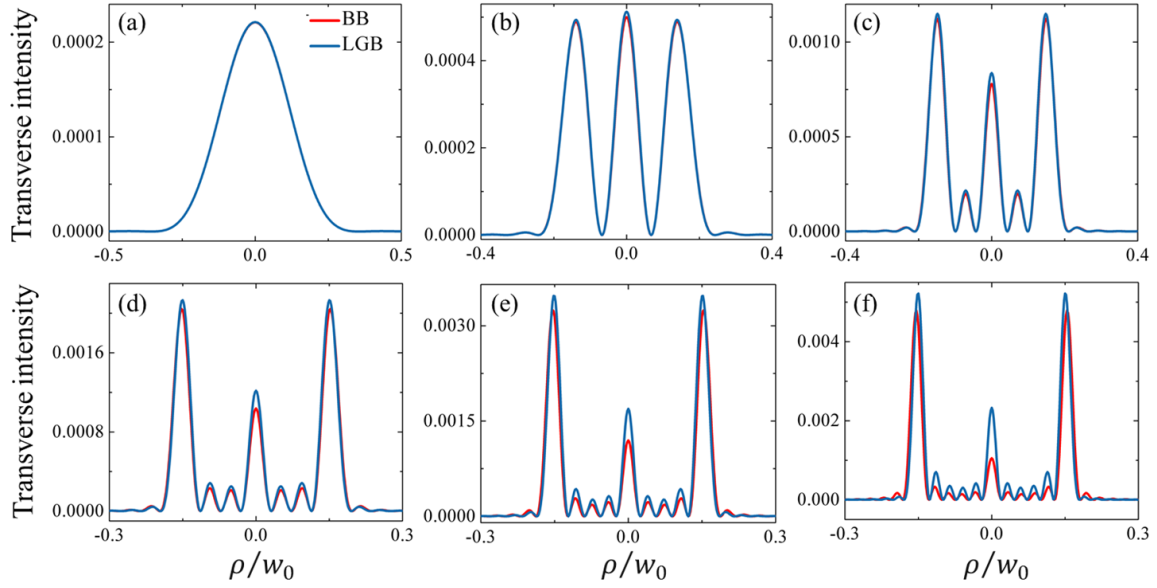 (a)
BB
LGB
0.0002
0.0001
0.0000
-0.5
0.0
0.5
Transverse intensity
(b)
0.0004
0.0002
0.0000
-0.4
0.0
0.4
(c)
0.0010
0.0005
0.0000
-0.4
0.0
0.4
(d)
0.0016
0.0008
0.0000
-0.3
0.0
0.3
Transverse intensity
ρ/w₀
(e)
0.0030
0.0015
0.0000
-0.3
0.0
0.3
ρ/w₀
(f)
0.004
0.002
0.000
-0.3
0.0
0.3
ρ/w₀